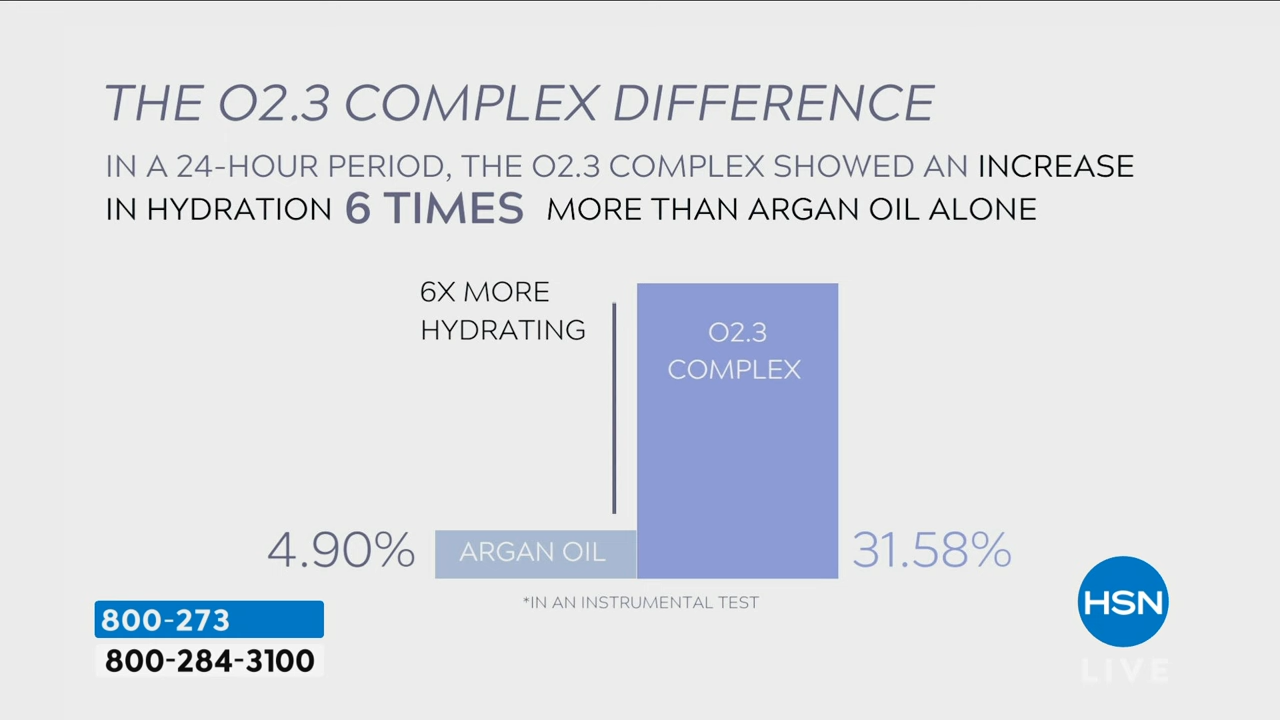 THE O2.3 COMPLEX DIFFERENCE
IN A 24-HOUR PERIOD, THE O2.3 COMPLEX SHOWED AN INCREASE
IN HYDRATION 6 TIMES MORE THAN ARGAN OIL ALONE
6X MORE
HYDRATING
O2.3
COMPLEX
4.90%
ARGAN OIL
31.58%
*IN AN INSTRUMENTAL TEST
800-273
800-284-3100
HSN
LIVE